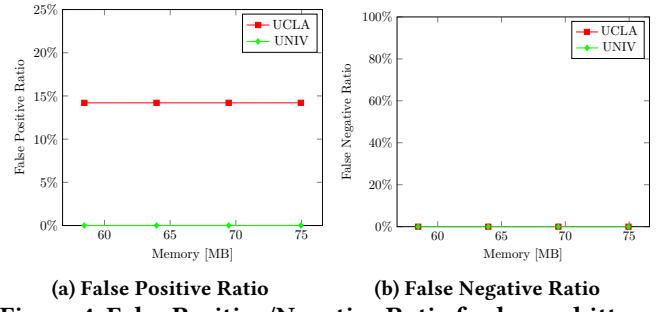 25%
20%
15%
10%
5%
0%
False Positive Ratio
60 65 70 75
Memory [MB]
UCLA
UNIV
(a) False Positive Ratio
100%
80%
60%
40%
20%
0%
False Negative Ratio
60 65 70 75
Memory [MB]
UCLA
UNIV
(b) False Negative Ratio